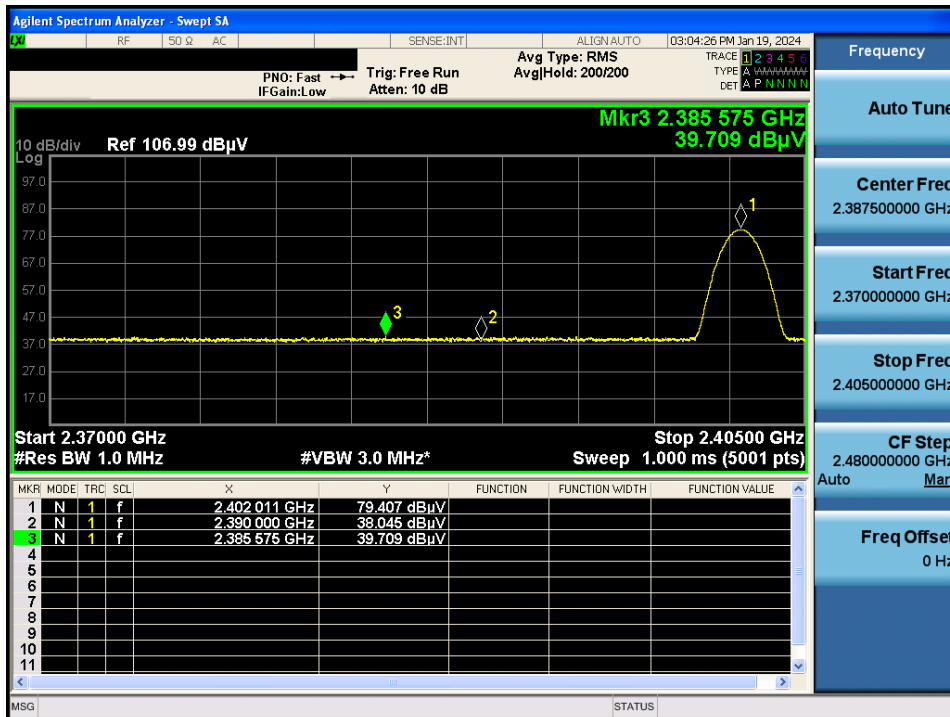 Agilent Spectrum Analyzer - Swept SA
LXI RF 50 Ω AC SENSE:INT ALIGN AUTO 03:04:26 PM Jan 19, 2024
PNO: Fast
IFGain:Low
Trig: Free Run
Atten: 10 dB
Avg Type: RMS
Avg|Hold: 200/200
TRACE 1 2 3 4 5 6
TYPE A WWWWW
DET A P N N N N
Mkr3 2.385 575 GHz
39.709 dBµV
10 dB/div Ref 106.99 dBµV
Log
97.0
87.0
77.0
67.0
57.0
47.0
37.0
27.0
17.0
1
2
3
Start 2.37000 GHz Stop 2.40500 GHz
#Res BW 1.0 MHz #VBW 3.0 MHz* Sweep 1.000 ms (5001 pts)
MKR MODE TRC SCL X Y FUNCTION FUNCTION WIDTH FUNCTION VALUE
1 N 1 f 2.402 011 GHz 79.407 dBµV
2 N 1 f 2.390 000 GHz 38.045 dBµV
3 N 1 f 2.385 575 GHz 39.709 dBµV
4
5
6
7
8
9
10
11
MSG STATUS
Frequency
Auto Tune
Center Freq
2.387500000 GHz
Start Freq
2.370000000 GHz
Stop Freq
2.405000000 GHz
CF Step
2.480000000 GHz
Auto Man
Freq Offset
0 Hz